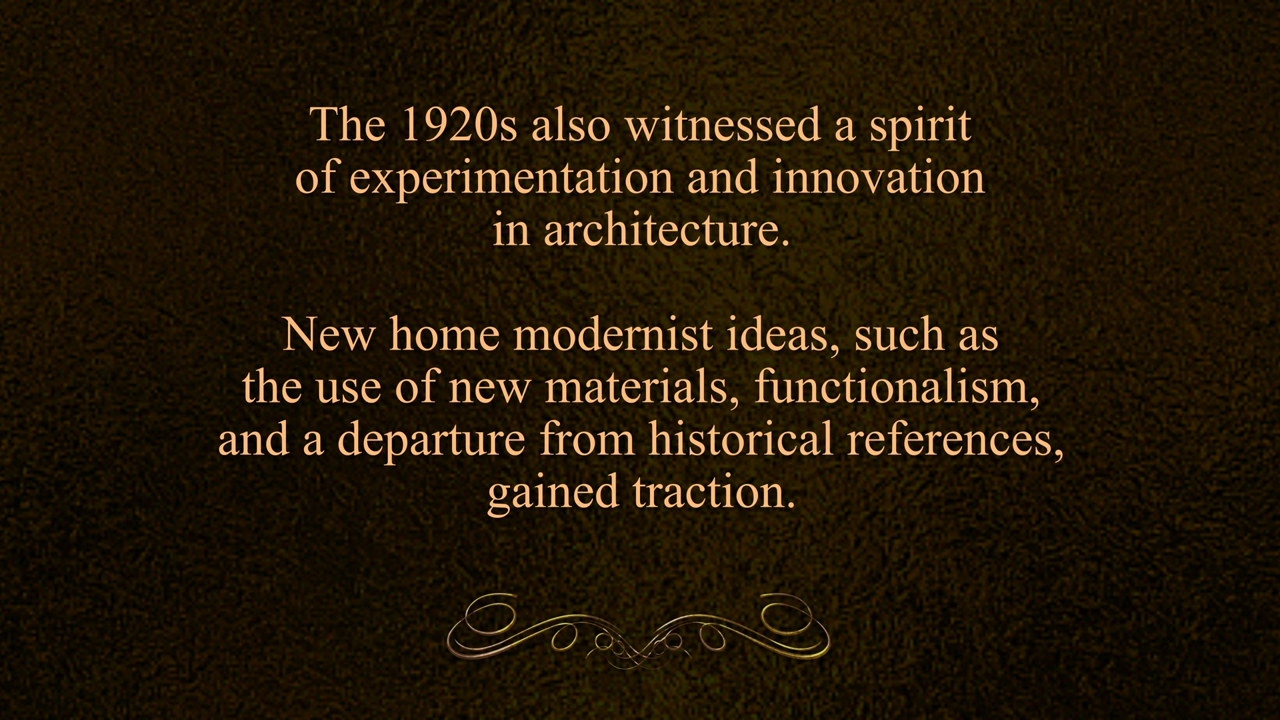 The 1920s also witnessed a spirit
of experimentation and innovation
in architecture.
New home modernist ideas, such as
the use of new materials, functionalism,
and a departure from historical references,
gained traction.